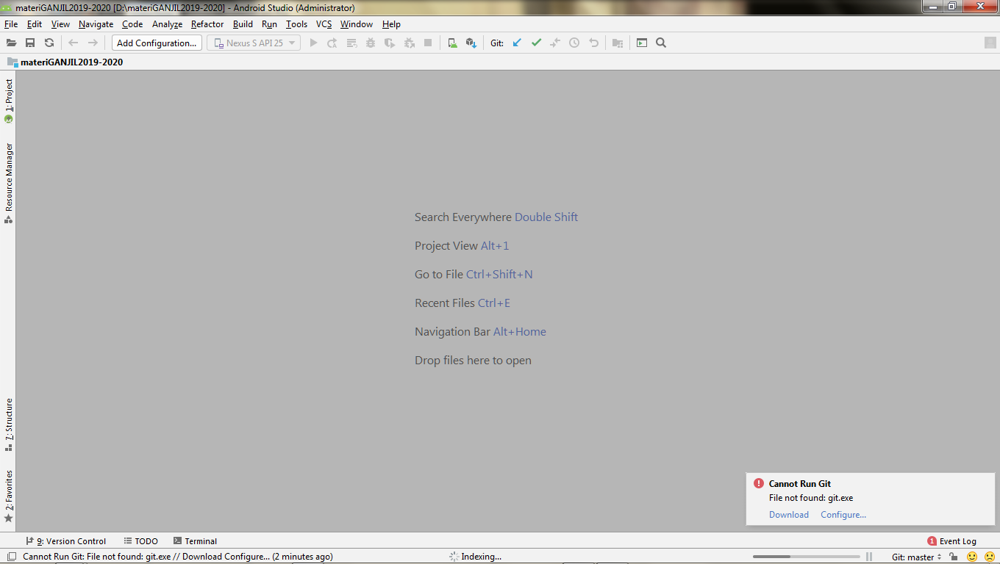 materiGANJIL2019-2020 [D:\materiGANJIL2019-2020] - Android Studio (Administrator)
File Edit View Navigate Code Analyze Refactor Build Run Tools VCS Window Help
Add Configuration... Nexus S API 25 Git:
materiGANJIL2019-2020
1: Project
Resource Manager
Search Everywhere Double Shift
Project View Alt+1
Go to File Ctrl+Shift+N
Recent Files Ctrl+E
Navigation Bar Alt+Home
Drop files here to open
7: Structure
2: Favorites
Cannot Run Git
File not found: git.exe
Download Configure...
9: Version Control TODO Terminal 1 Event Log
Cannot Run Git: File not found: git.exe // Download Configure... (2 minutes ago) Indexing... Git: master